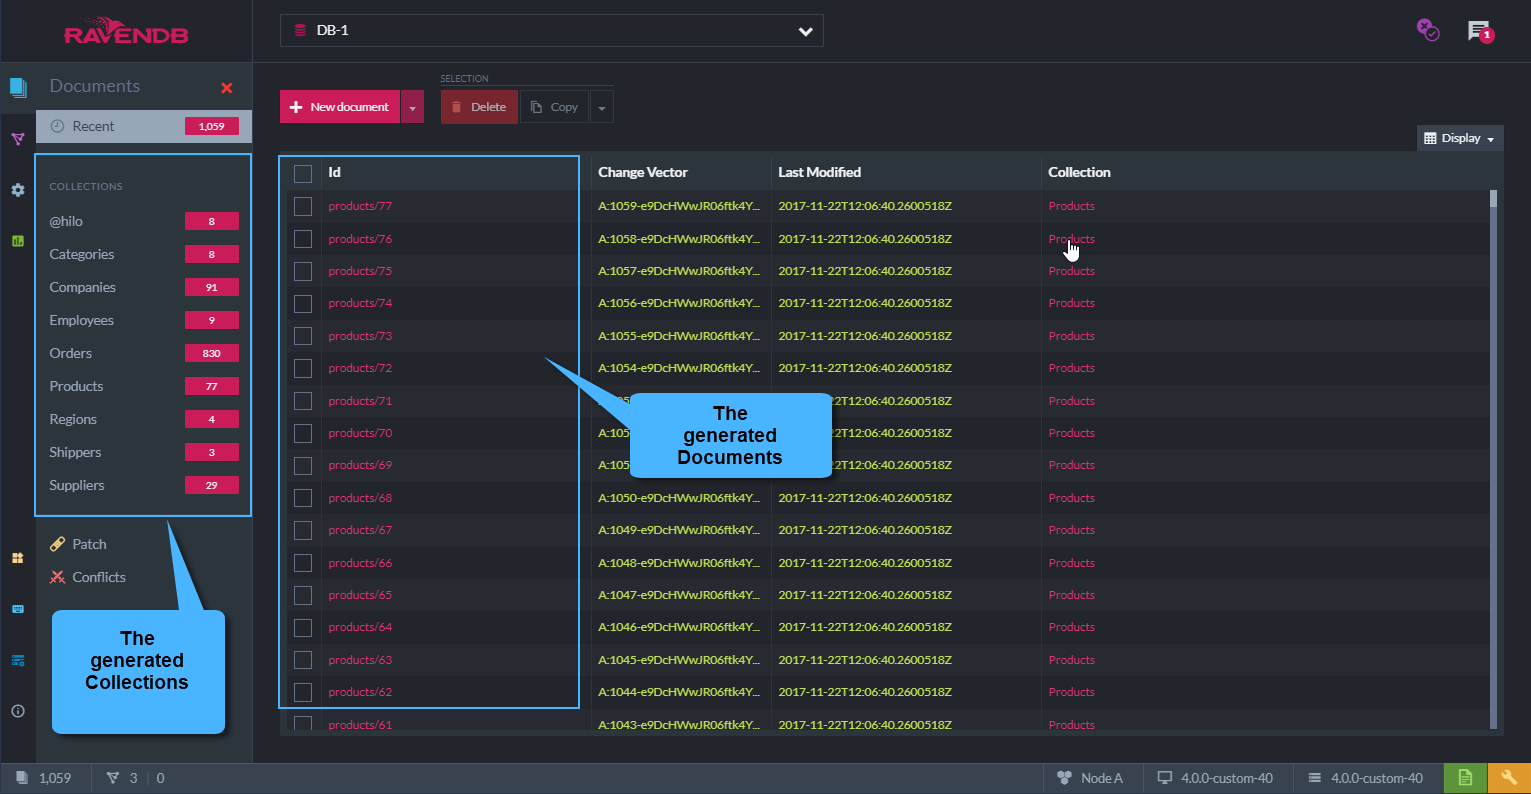 RAVENDB
DB-1
1
Documents
SELECTION
New document
Delete
Copy
Recent 1,059
Display
COLLECTIONS
@hilo 8
Categories 8
Companies 91
Employees 9
Orders 830
Products 77
Regions 4
Shippers 3
Suppliers 29
Patch
Conflicts
The
generated
Collections
Id Change Vector Last Modified Collection
products/77 A:1059-e9DcHWwJR06ftk4Y... 2017-11-22T12:06:40.2600518Z Products
products/76 A:1058-e9DcHWwJR06ftk4Y... 2017-11-22T12:06:40.2600518Z Products
products/75 A:1057-e9DcHWwJR06ftk4Y... 2017-11-22T12:06:40.2600518Z Products
products/74 A:1056-e9DcHWwJR06ftk4Y... 2017-11-22T12:06:40.2600518Z Products
products/73 A:1055-e9DcHWwJR06ftk4Y... 2017-11-22T12:06:40.2600518Z Products
products/72 A:1054-e9DcHWwJR06ftk4Y... 2017-11-22T12:06:40.2600518Z Products
products/71 22T12:06:40.2600518Z Products
products/70 A:105 22T12:06:40.2600518Z Products
products/69 A:105 22T12:06:40.2600518Z Products
The
generated
Documents
products/68 A:1050-e9DcHWwJR06ftk4Y... 2017-11-22T12:06:40.2600518Z Products
products/67 A:1049-e9DcHWwJR06ftk4Y... 2017-11-22T12:06:40.2600518Z Products
products/66 A:1048-e9DcHWwJR06ftk4Y... 2017-11-22T12:06:40.2600518Z Products
products/65 A:1047-e9DcHWwJR06ftk4Y... 2017-11-22T12:06:40.2600518Z Products
products/64 A:1046-e9DcHWwJR06ftk4Y... 2017-11-22T12:06:40.2600518Z Products
products/63 A:1045-e9DcHWwJR06ftk4Y... 2017-11-22T12:06:40.2600518Z Products
products/62 A:1044-e9DcHWwJR06ftk4Y... 2017-11-22T12:06:40.2600518Z Products
products/61 A:1043-e9DcHWwJR06ftk4Y... 2017-11-22T12:06:40.2600518Z Products
1,059 3 | 0 Node A 4.0.0-custom-40 4.0.0-custom-40